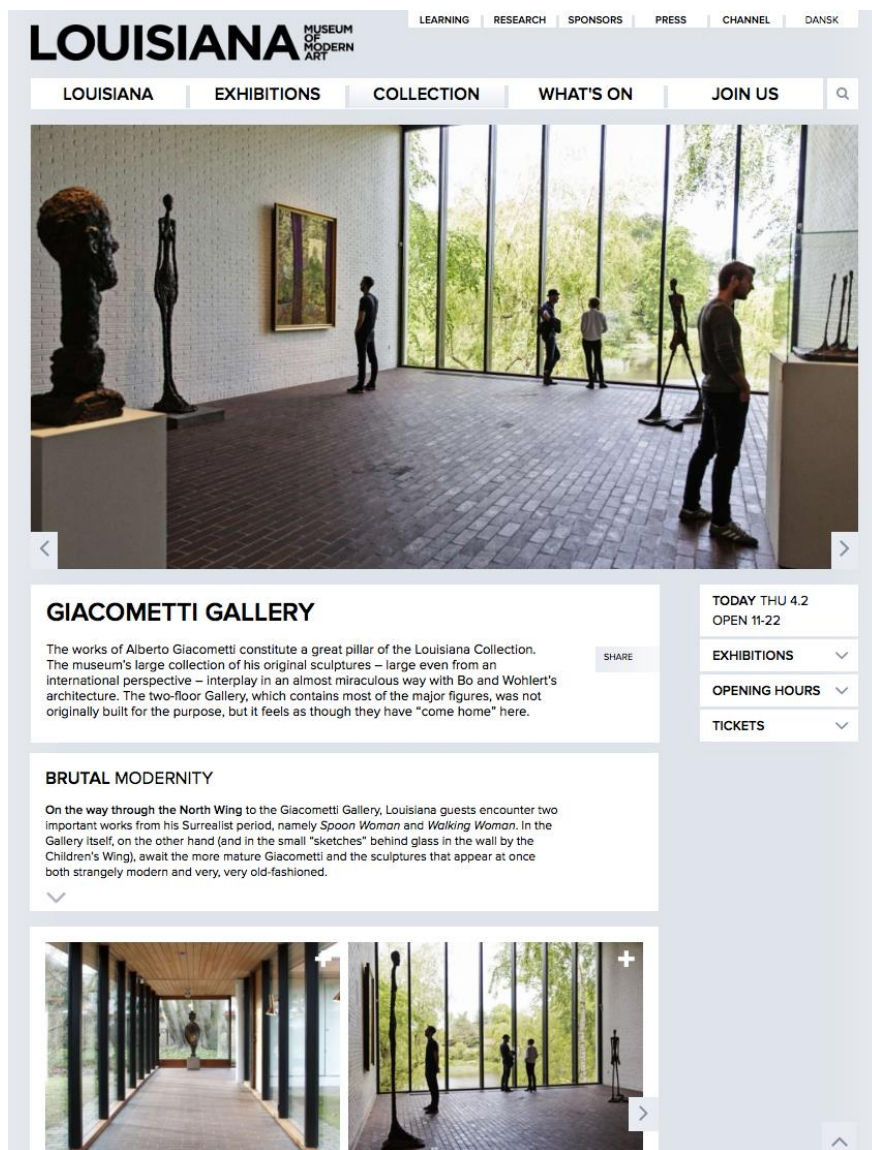 LOUISIANA MUSEUM OF MODERN ART
LEARNING RESEARCH SPONSORS PRESS CHANNEL DANSK
LOUISIANA EXHIBITIONS COLLECTION WHAT'S ON JOIN US
GIACOMETTI GALLERY
The works of Alberto Giacometti constitute a great pillar of the Louisiana Collection.
The museum's large collection of his original sculptures – large even from an
international perspective – interplay in an almost miraculous way with Bo and Wohlert's
architecture. The two-floor Gallery, which contains most of the major figures, was not
originally built for the purpose, but it feels as though they have "come home" here.
SHARE
TODAY THU 4.2
OPEN 11-22
EXHIBITIONS
OPENING HOURS
TICKETS
BRUTAL MODERNITY
On the way through the North Wing to the Giacometti Gallery, Louisiana guests encounter two
important works from his Surrealist period, namely Spoon Woman and Walking Woman. In the
Gallery itself, on the other hand (and in the small "sketches" behind glass in the wall by the
Children's Wing), await the more mature Giacometti and the sculptures that appear at once
both strangely modern and very, very old-fashioned.